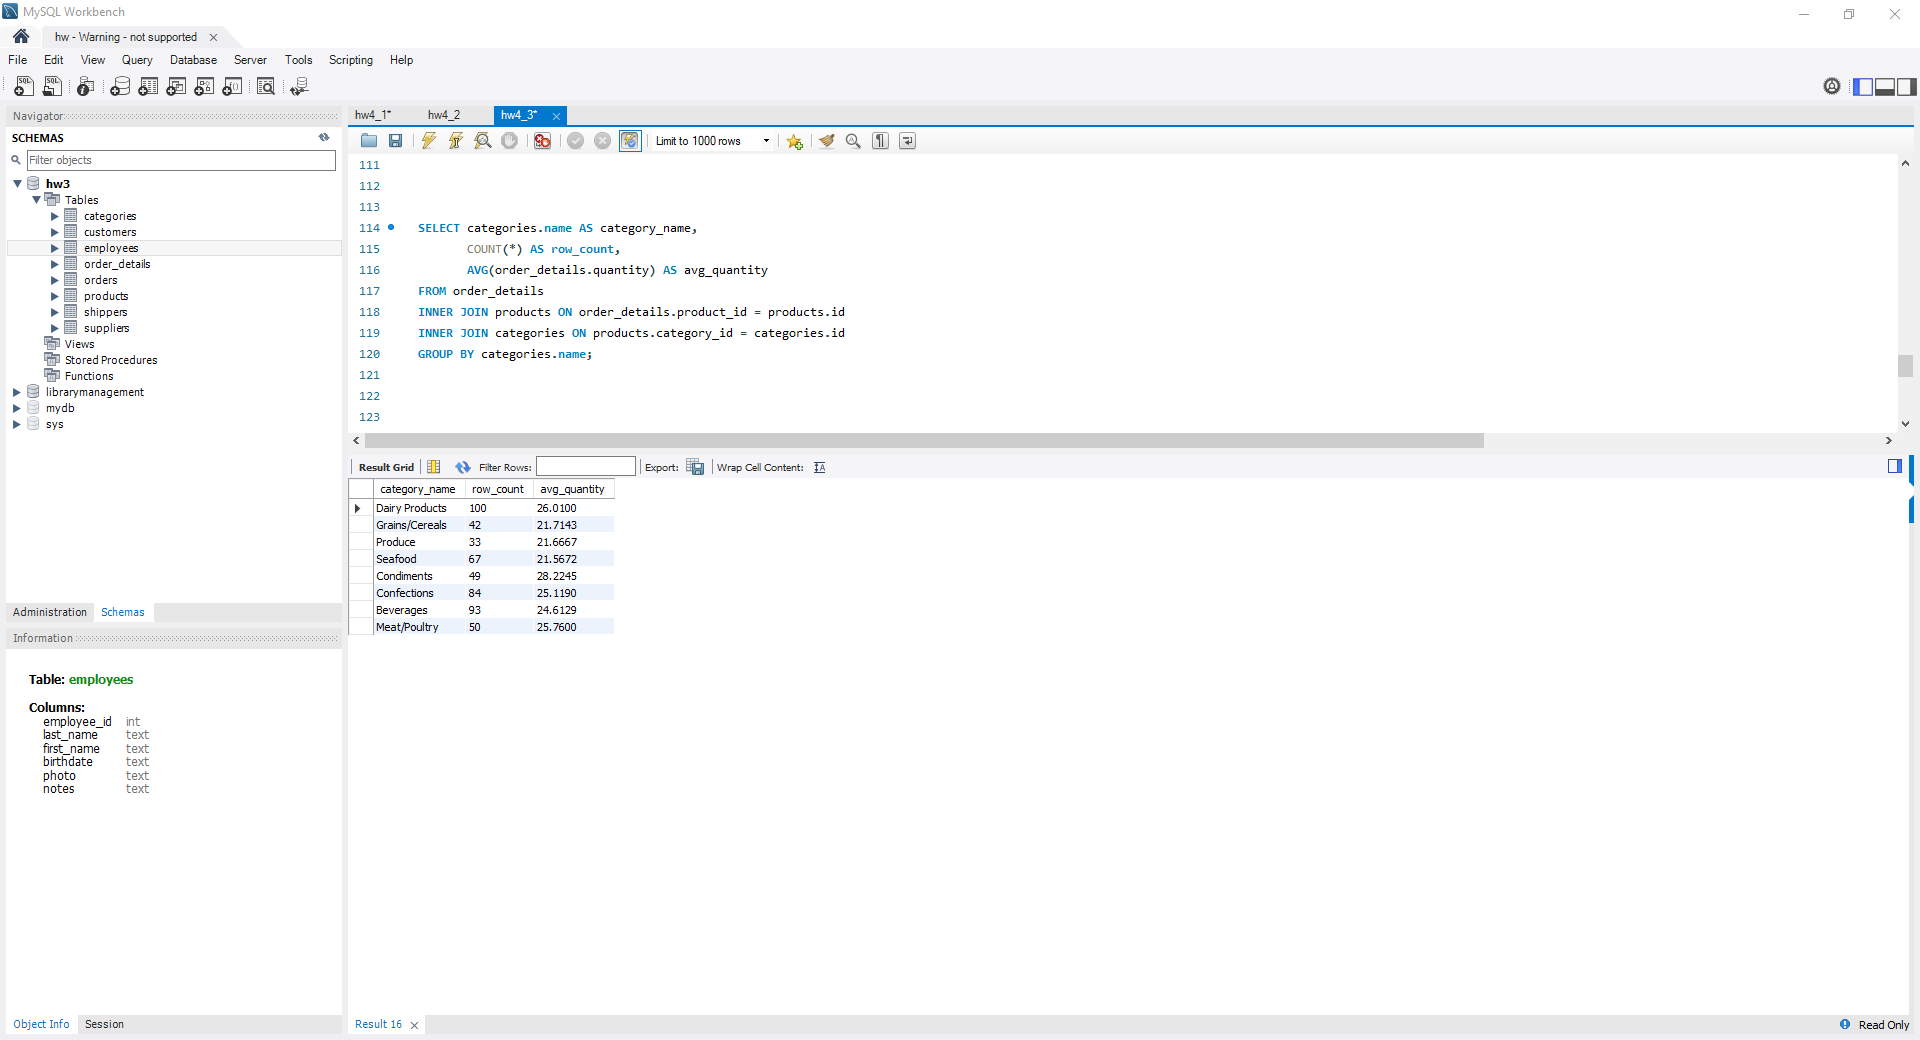 MySQL Workbench
hw - Warning - not supported
File Edit View Query Database Server Tools Scripting Help
Navigator
SCHEMAS
Filter objects
hw3
Tables
categories
customers
employees
order_details
orders
products
shippers
suppliers
Views
Stored Procedures
Functions
librarymanagement
mydb
sys
Administration Schemas
Information
Table: employees
Columns:
employee_id int
last_name text
first_name text
birthdate text
photo text
notes text
Object Info Session
hw4_1* hw4_2 hw4_3*
Limit to 1000 rows
111
112
113
114 SELECT categories.name AS category_name,
115 COUNT(*) AS row_count,
116 AVG(order_details.quantity) AS avg_quantity
117 FROM order_details
118 INNER JOIN products ON order_details.product_id = products.id
119 INNER JOIN categories ON products.category_id = categories.id
120 GROUP BY categories.name;
121
122
123
Result Grid Filter Rows: Export: Wrap Cell Content:
category_name row_count avg_quantity
Dairy Products 100 26.0100
Grains/Cereals 42 21.7143
Produce 33 21.6667
Seafood 67 21.5672
Condiments 49 28.2245
Confections 84 25.1190
Beverages 93 24.6129
Meat/Poultry 50 25.7600
Result 16
Read Only